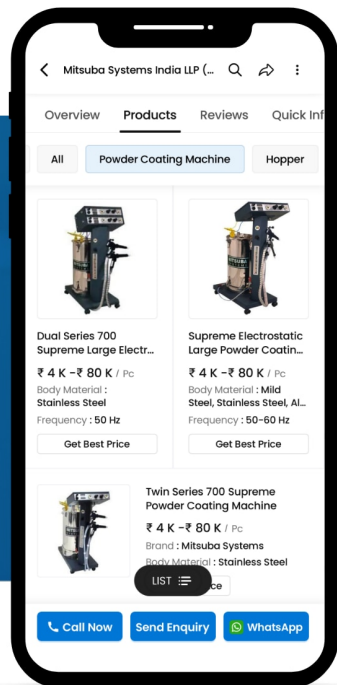 Mitsuba Systems India LLP (...
Overview Products Reviews Quick Inf
All Powder Coating Machine Hopper
Dual Series 700
Supreme Large Electr...
₹ 4 K -₹ 80 K / Pc
Body Material :
Stainless Steel
Frequency : 50 Hz
Get Best Price
Supreme Electrostatic
Large Powder Coatin...
₹ 4 K -₹ 80 K / Pc
Body Material : Mild
Steel, Stainless Steel, Al...
Frequency : 50-60 Hz
Get Best Price
Twin Series 700 Supreme
Powder Coating Machine
₹ 4 K -₹ 80 K / Pc
Brand : Mitsuba Systems
Body Material : Stainless Steel
ce
LIST
Call Now Send Enquiry WhatsApp